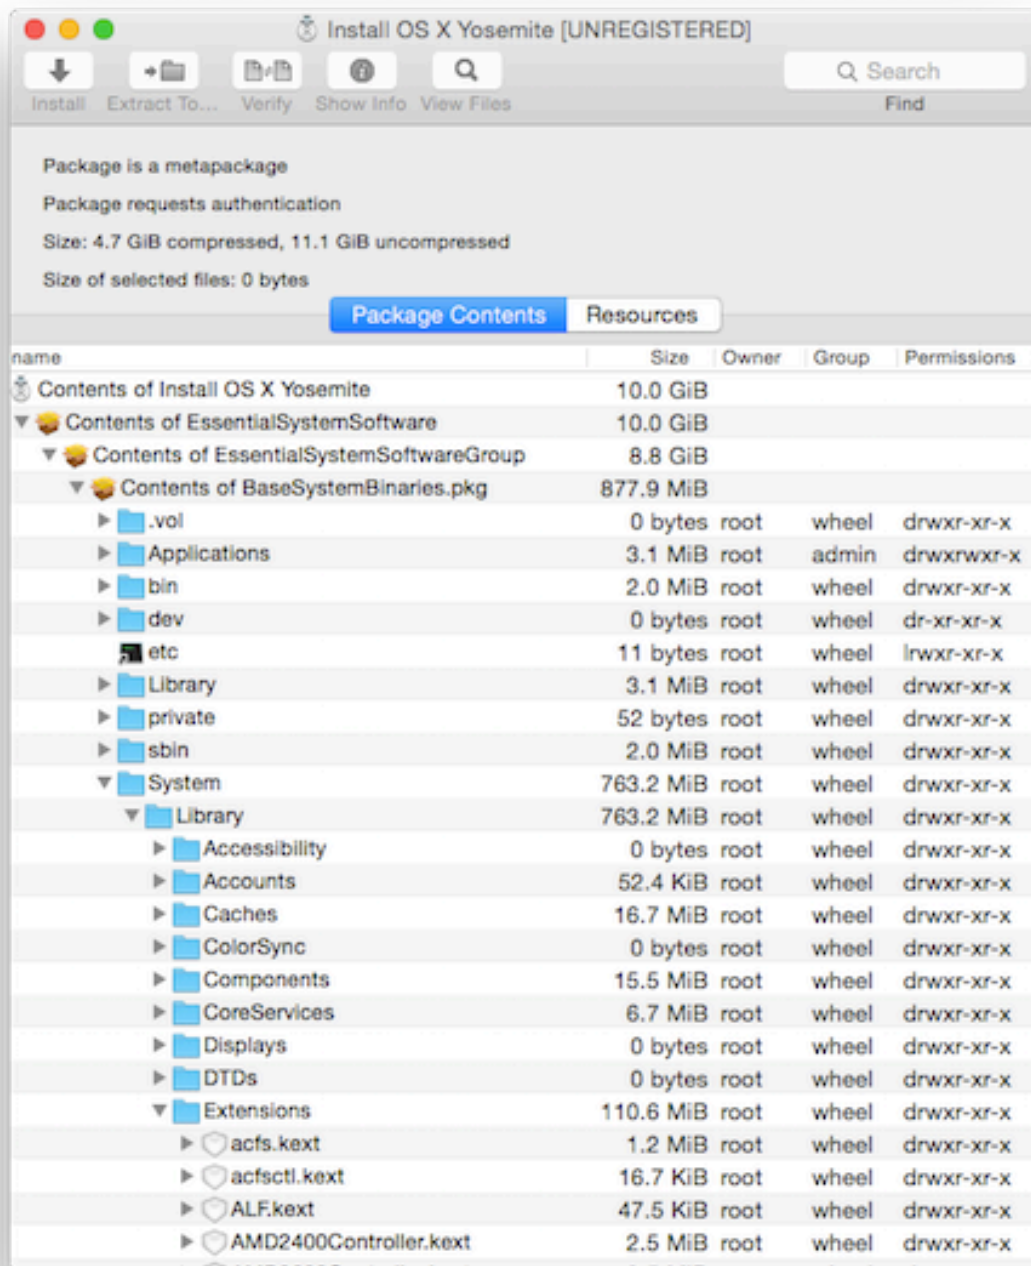 Install OS X Yosemite [UNREGISTERED]
Install Extract To... Verify Show Info View Files Search
Find
Package is a metapackage
Package requests authentication
Size: 4.7 GiB compressed, 11.1 GiB uncompressed
Size of selected files: 0 bytes
Package Contents Resources
name Size Owner Group Permissions
Contents of Install OS X Yosemite 10.0 GiB
Contents of EssentialSystemSoftware 10.0 GiB
Contents of EssentialSystemSoftwareGroup 8.8 GiB
Contents of BaseSystemBinaries.pkg 877.9 MiB
.vol 0 bytes root wheel drwxr-xr-x
Applications 3.1 MiB root admin drwxrwxr-x
bin 2.0 MiB root wheel drwxr-xr-x
dev 0 bytes root wheel dr-xr-xr-x
etc 11 bytes root wheel lrwxr-xr-x
Library 3.1 MiB root wheel drwxr-xr-x
private 52 bytes root wheel drwxr-xr-x
sbin 2.0 MiB root wheel drwxr-xr-x
System 763.2 MiB root wheel drwxr-xr-x
Library 763.2 MiB root wheel drwxr-xr-x
Accessibility 0 bytes root wheel drwxr-xr-x
Accounts 52.4 KiB root wheel drwxr-xr-x
Caches 16.7 MiB root wheel drwxr-xr-x
ColorSync 0 bytes root wheel drwxr-xr-x
Components 15.5 MiB root wheel drwxr-xr-x
CoreServices 6.7 MiB root wheel drwxr-xr-x
Displays 0 bytes root wheel drwxr-xr-x
DTDs 0 bytes root wheel drwxr-xr-x
Extensions 110.6 MiB root wheel drwxr-xr-x
acfs.kext 1.2 MiB root wheel drwxr-xr-x
acfsctl.kext 16.7 KiB root wheel drwxr-xr-x
ALF.kext 47.5 KiB root wheel drwxr-xr-x
AMD2400Controller.kext 2.5 MiB root wheel drwxr-xr-x